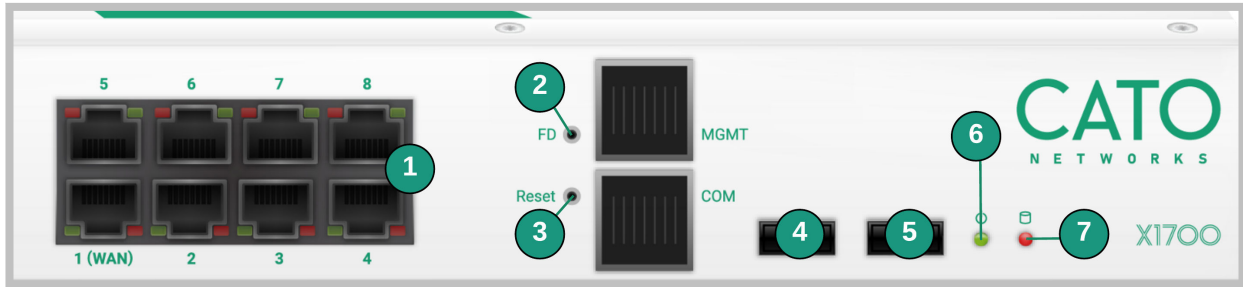 5 6 7 8
1
1 (WAN) 2 3 4
2
FD
MGMT
Reset
COM
3
4
5
6
7
CATO
NETWORKS
X1700